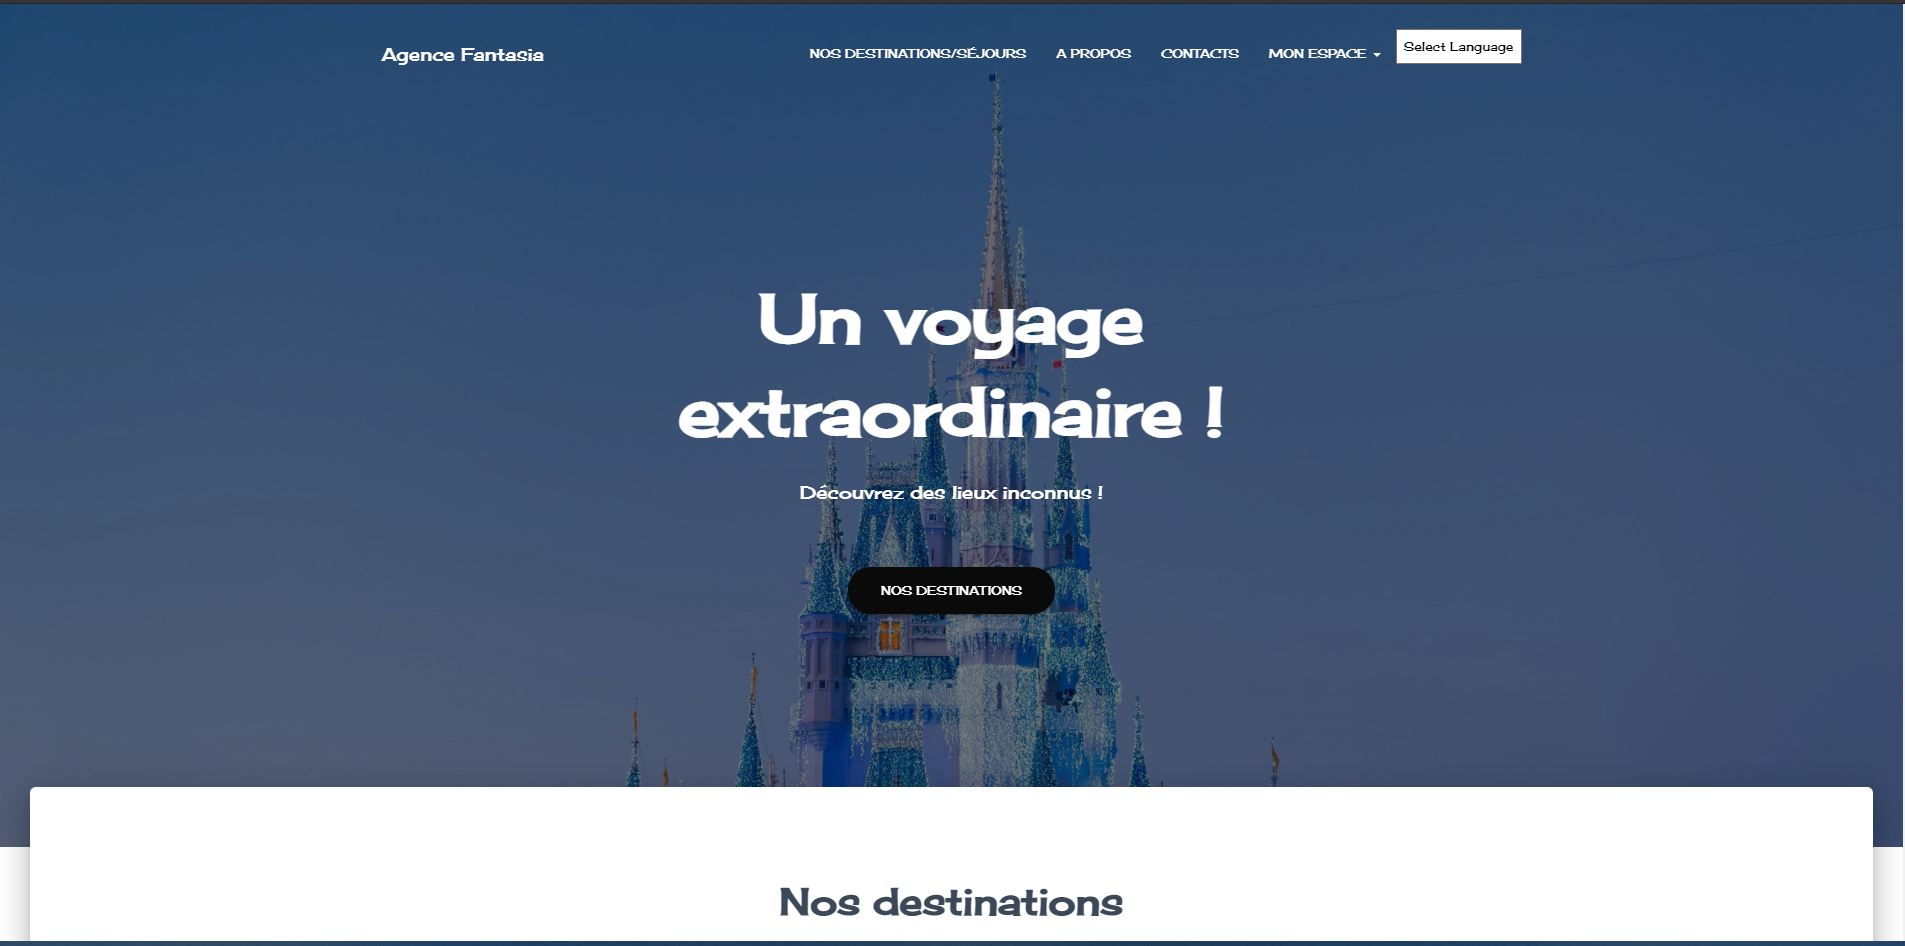 Agence Fantasia
NOS DESTINATIONS/SÉJOURS
A PROPOS
CONTACTS
MON ESPACE
Select Language
Un voyage
extraordinaire !
Découvrez des lieux inconnus !
NOS DESTINATIONS
Nos destinations